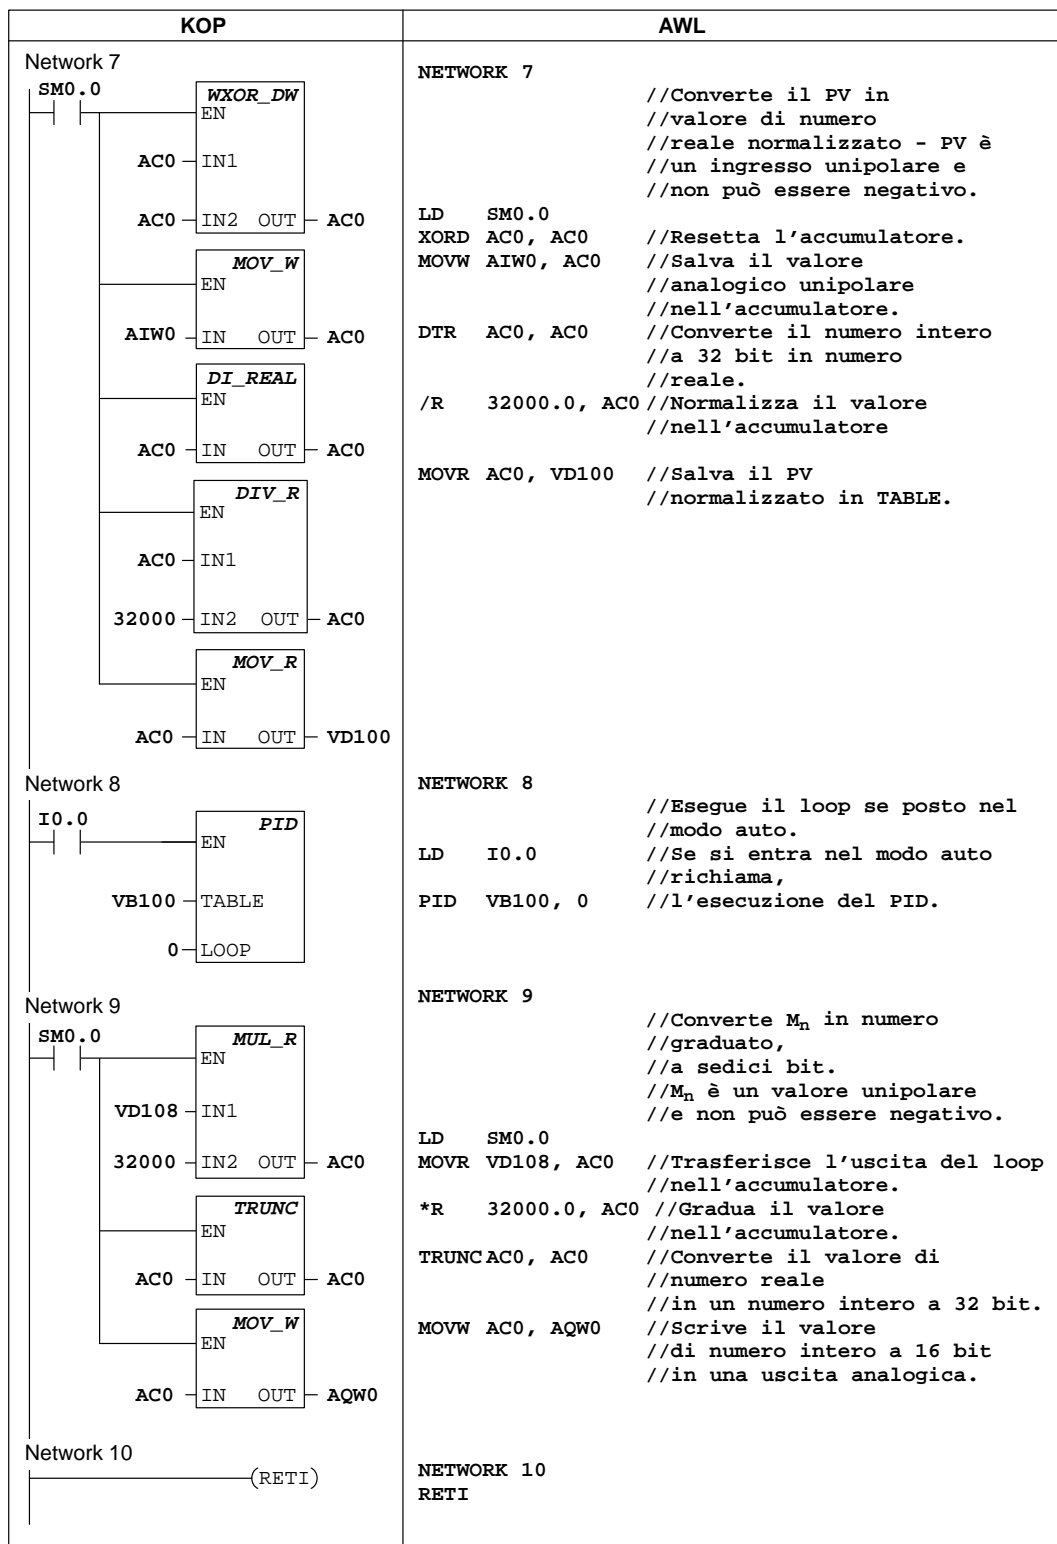 KOP
AWL
Network 7
SM0.0
WXOR_DW
EN
AC0 IN1
AC0 IN2 OUT AC0
MOV_W
EN
AIW0 IN OUT AC0
DI_REAL
EN
AC0 IN OUT AC0
DIV_R
EN
AC0 IN1
32000 IN2 OUT AC0
MOV_R
EN
AC0 IN OUT VD100
Network 8
I0.0
PID
EN
VB100 TABLE
0 LOOP
Network 9
SM0.0
MUL_R
EN
VD108 IN1
32000 IN2 OUT AC0
TRUNC
EN
AC0 IN OUT AC0
MOV_W
EN
AC0 IN OUT AQW0
Network 10
(RETI)
NETWORK 7
//Converte il PV in
//valore di numero
//reale normalizzato - PV è
//un ingresso unipolare e
//non può essere negativo.
LD SM0.0
XORD AC0, AC0 //Resetta l'accumulatore.
MOVW AIW0, AC0 //Salva il valore
//analogico unipolare
//nell'accumulatore.
DTR AC0, AC0 //Converte il numero intero
//a 32 bit in numero
//reale.
/R 32000.0, AC0 //Normalizza il valore
//nell'accumulatore
MOVR AC0, VD100 //Salva il PV
//normalizzato in TABLE.
NETWORK 8
//Esegue il loop se posto nel
//modo auto.
LD I0.0 //Se si entra nel modo auto
//richiama,
PID VB100, 0 //l'esecuzione del PID.
NETWORK 9
//Converte Mn in numero
//graduato,
//a sedici bit.
//Mn è un valore unipolare
//e non può essere negativo.
LD SM0.0
MOVR VD108, AC0 //Trasferisce l'uscita del loop
//nell'accumulatore.
*R 32000.0, AC0 //Gradua il valore
//nell'accumulatore.
TRUNC AC0, AC0 //Converte il valore di
//numero reale
//in un numero intero a 32 bit.
MOVW AC0, AQW0 //Scrive il valore
//di numero intero a 16 bit
//in una uscita analogica.
NETWORK 10
RETI